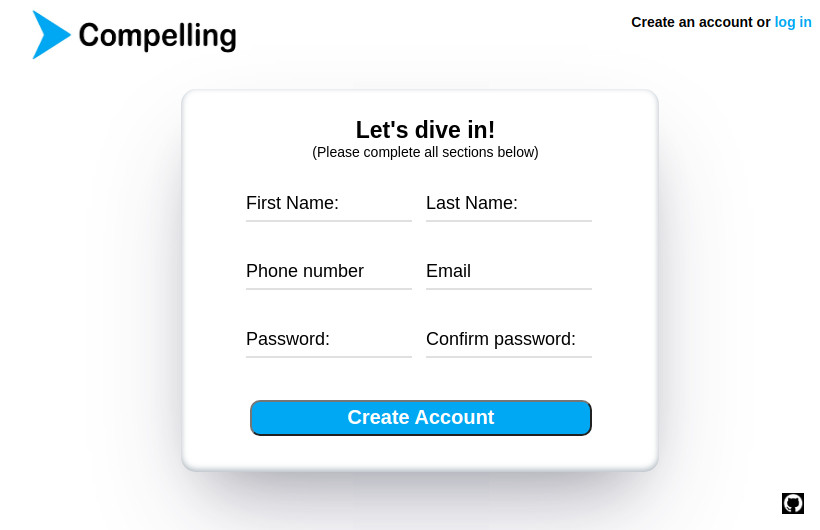 Compelling
Create an account or log in
Let's dive in!
(Please complete all sections below)
First Name:
Last Name:
Phone number
Email
Password:
Confirm password:
Create Account